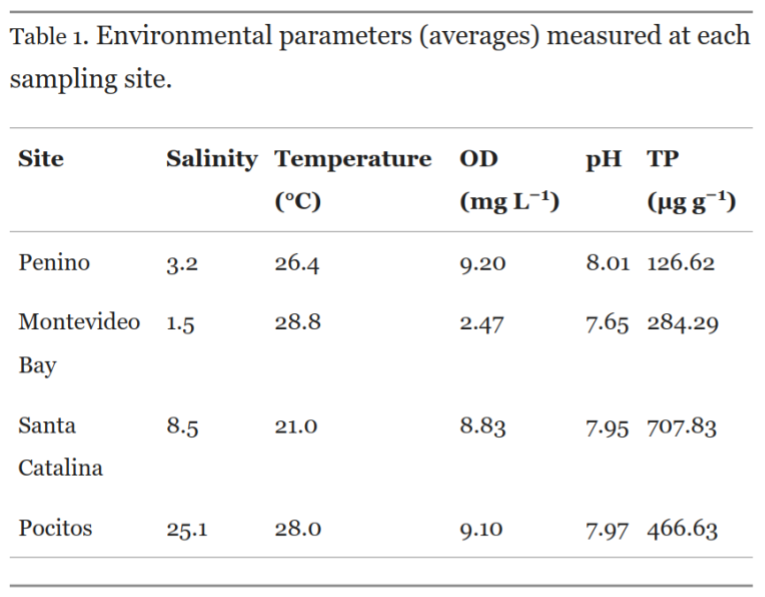 Table 1. Environmental parameters (averages) measured at each
sampling site.
Site Salinity Temperature OD pH TP
(°C) (mg L⁻¹) (µg g⁻¹)
Penino 3.2 26.4 9.20 8.01 126.62
Montevideo 1.5 28.8 2.47 7.65 284.29
Bay
Santa 8.5 21.0 8.83 7.95 707.83
Catalina
Pocitos 25.1 28.0 9.10 7.97 466.63